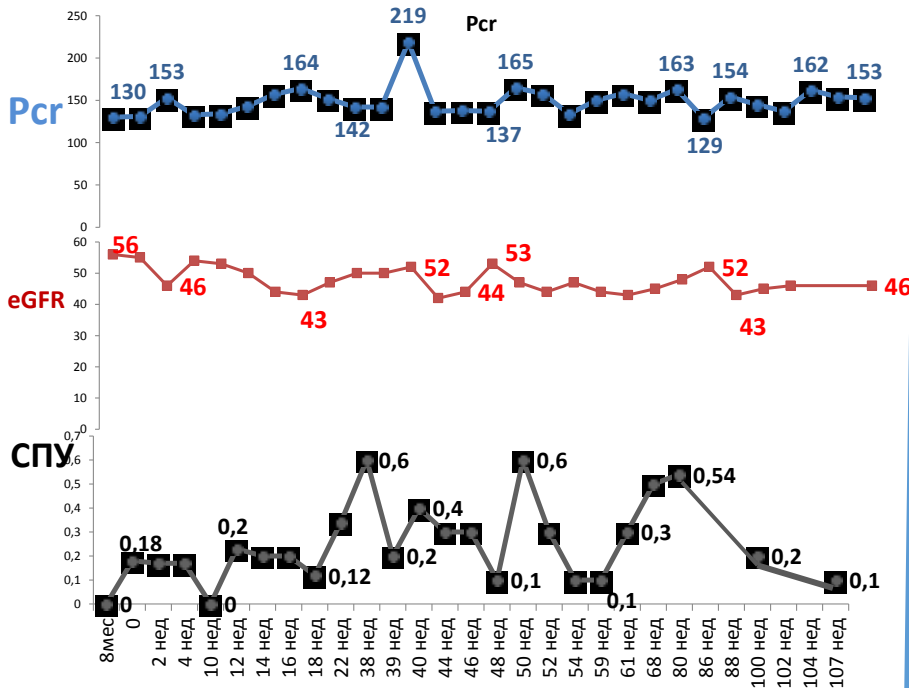 Pcr
Pcr
250
200
150
100
50
0
130
153
164
142
219
137
165
163
129
154
162
153
eGFR
60
50
40
30
20
10
0
56
46
43
52
44
53
52
43
46
СПУ
0,7
0,6
0,5
0,4
0,3
0,2
0,1
0
0
0,18
0
0,2
0,12
0,6
0,2
0,4
0,1
0,6
0,1
0,3
0,54
0,2
0,1
8мес
0
2 нед
4 нед
10 нед
12 нед
14 нед
16 нед
18 нед
22 нед
38 нед
39 нед
40 нед
44 нед
46 нед
48 нед
50 нед
52 нед
54 нед
59 нед
61 нед
68 нед
80 нед
86 нед
88 нед
100 нед
102 нед
104 нед
107 нед